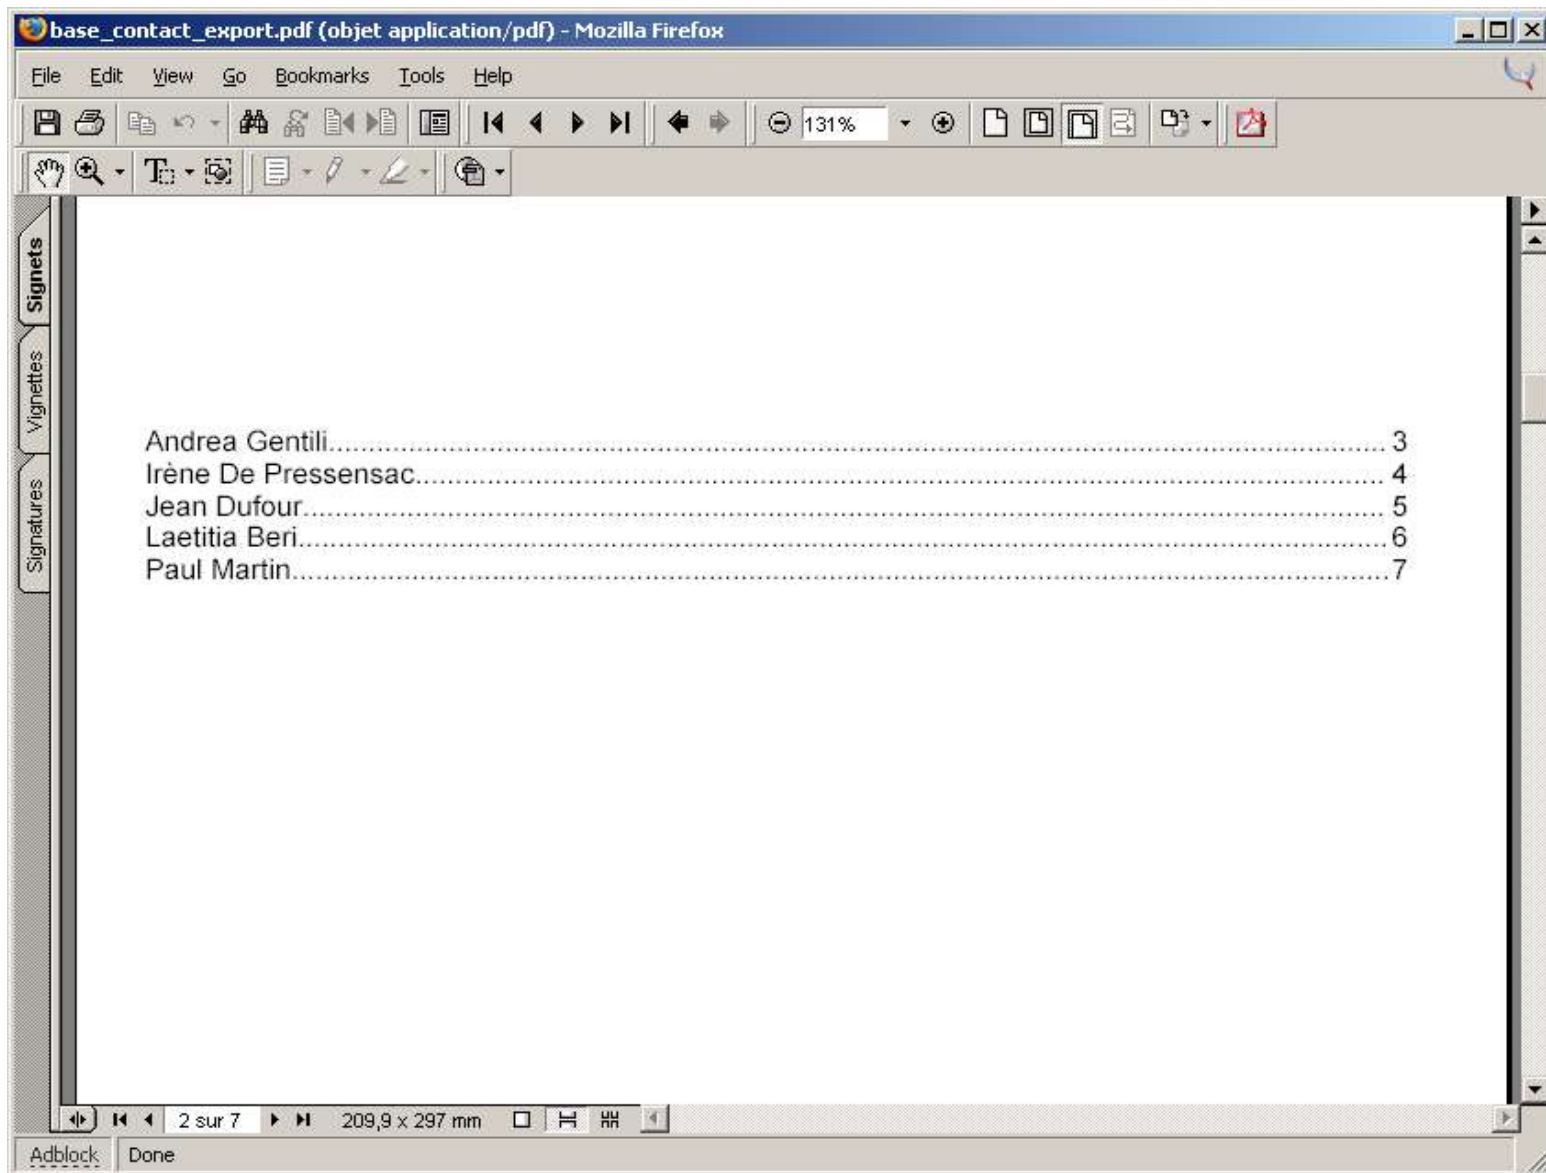 base_contact_export.pdf (objet application/pdf) - Mozilla Firefox
File Edit View Go Bookmarks Tools Help
131%
Signets
Vignettes
Signatures
Andrea Gentili 3
Irène De Pressensac 4
Jean Dufour 5
Laetitia Beri 6
Paul Martin 7
2 sur 7 209,9 x 297 mm
Adblock Done